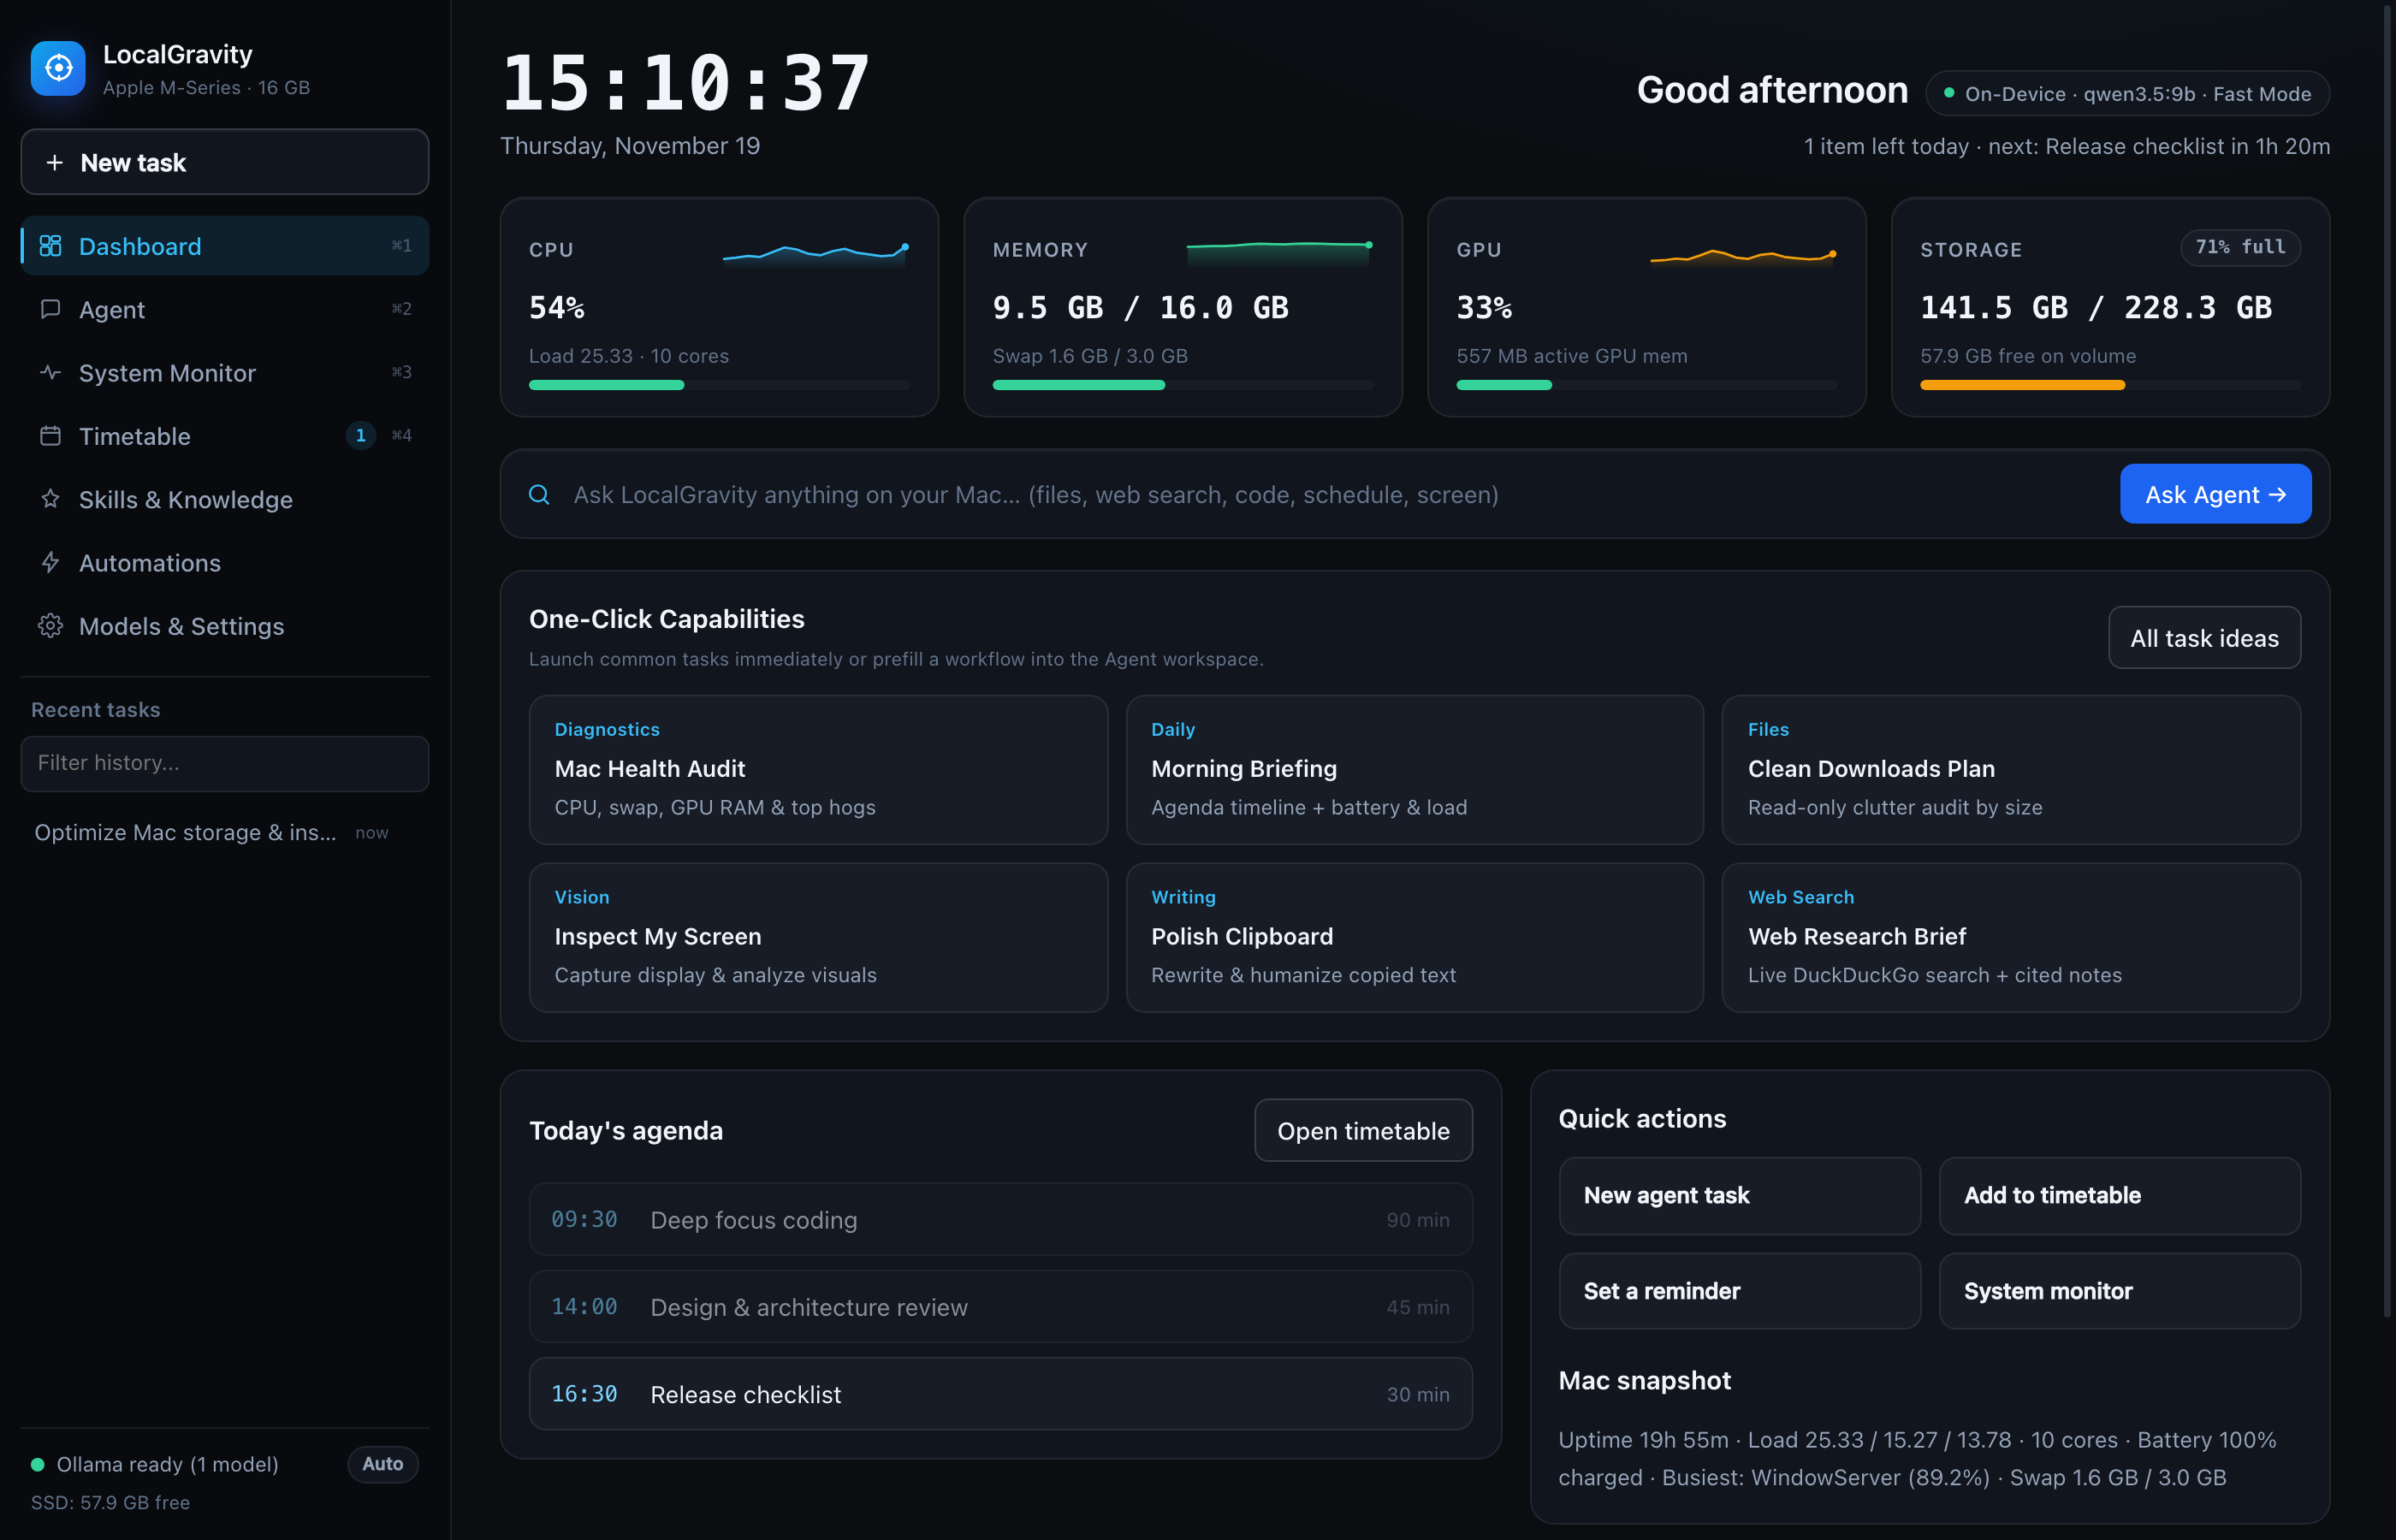 LocalGravity
Apple M-Series · 16 GB
+ New task
Dashboard ⌘1
Agent ⌘2
System Monitor ⌘3
Timetable 1 ⌘4
Skills & Knowledge
Automations
Models & Settings
Recent tasks
Filter history...
Optimize Mac storage & ins... now
Ollama ready (1 model) Auto
SSD: 57.9 GB free
15:10:37
Thursday, November 19
Good afternoon
On-Device · qwen3.5:9b · Fast Mode
1 item left today · next: Release checklist in 1h 20m
CPU
54%
Load 25.33 · 10 cores
MEMORY
9.5 GB / 16.0 GB
Swap 1.6 GB / 3.0 GB
GPU
33%
557 MB active GPU mem
STORAGE 71% full
141.5 GB / 228.3 GB
57.9 GB free on volume
Ask LocalGravity anything on your Mac... (files, web search, code, schedule, screen)
Ask Agent →
One-Click Capabilities
Launch common tasks immediately or prefill a workflow into the Agent workspace.
All task ideas
Diagnostics
Mac Health Audit
CPU, swap, GPU RAM & top hogs
Daily
Morning Briefing
Agenda timeline + battery & load
Files
Clean Downloads Plan
Read-only clutter audit by size
Vision
Inspect My Screen
Capture display & analyze visuals
Writing
Polish Clipboard
Rewrite & humanize copied text
Web Search
Web Research Brief
Live DuckDuckGo search + cited notes
Today's agenda
Open timetable
09:30 Deep focus coding 90 min
14:00 Design & architecture review 45 min
16:30 Release checklist 30 min
Quick actions
New agent task
Add to timetable
Set a reminder
System monitor
Mac snapshot
Uptime 19h 55m · Load 25.33 / 15.27 / 13.78 · 10 cores · Battery 100%
charged · Busiest: WindowServer (89.2%) · Swap 1.6 GB / 3.0 GB